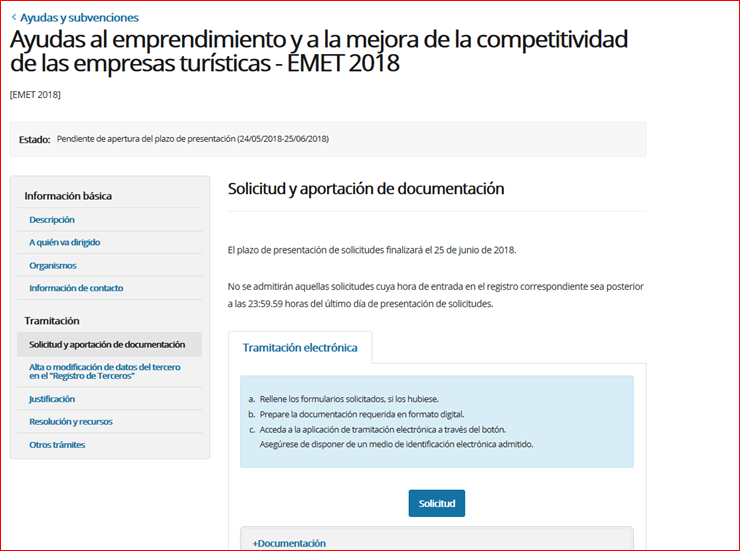 < Ayudas y subvenciones
Ayudas al emprendimiento y a la mejora de la competitividad
de las empresas turísticas - EMET 2018
[EMET 2018]
Estado: Pendiente de apertura del plazo de presentación (24/05/2018-25/06/2018)
Información básica
Descripción
A quién va dirigido
Organismos
Información de contacto
Tramitación
Solicitud y aportación de documentación
Alta o modificación de datos del tercero
en el "Registro de Terceros"
Justificación
Resolución y recursos
Otros trámites
Solicitud y aportación de documentación
El plazo de presentación de solicitudes finalizará el 25 de junio de 2018.
No se admitirán aquellas solicitudes cuya hora de entrada en el registro correspondiente sea posterior
a las 23:59.59 horas del último día de presentación de solicitudes.
Tramitación electrónica
a. Rellene los formularios solicitados, si los hubiese.
b. Prepare la documentación requerida en formato digital.
c. Acceda a la aplicación de tramitación electrónica a través del botón.
Asegúrese de disponer de un medio de identificación electrónica admitido.
Solicitud
+Documentación